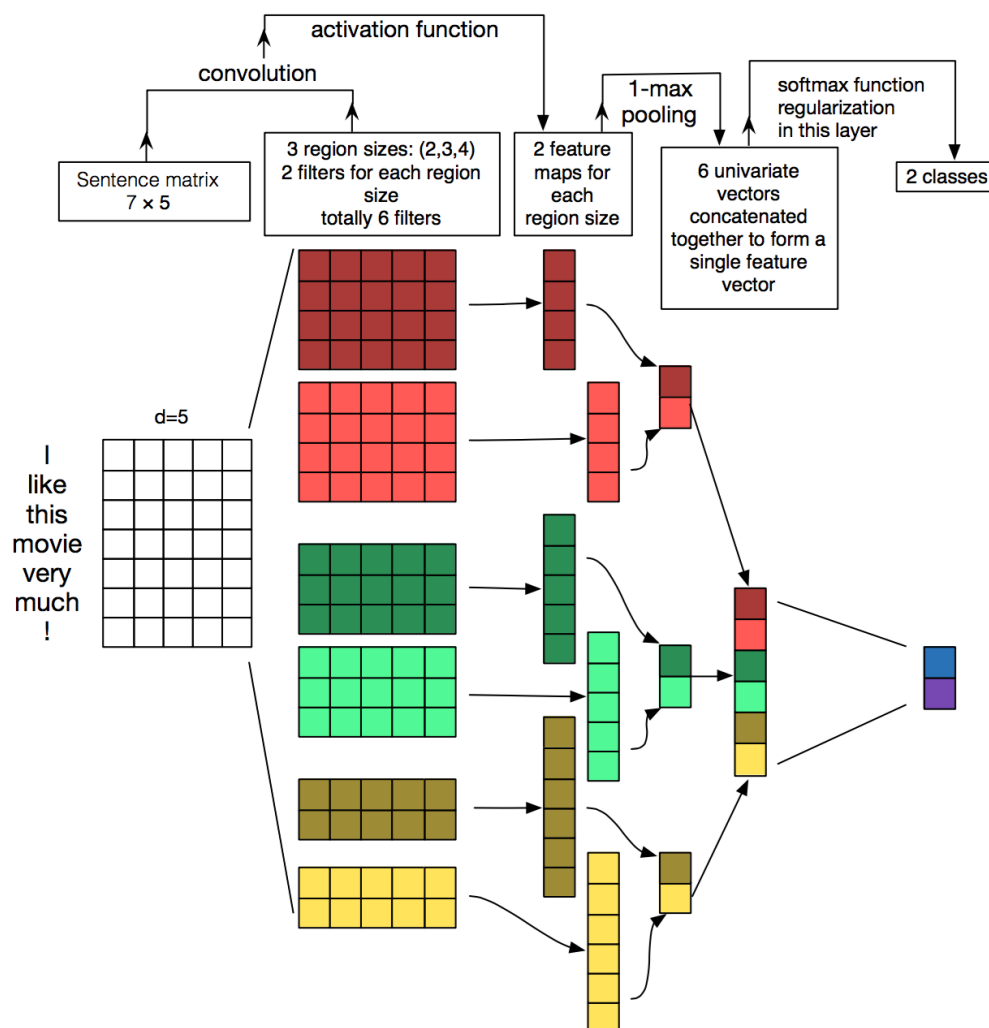 activation function
convolution
1-max
pooling
softmax function
regularization
in this layer
Sentence matrix
7 × 5
3 region sizes: (2,3,4)
2 filters for each region
size
totally 6 filters
2 feature
maps for
each
region size
6 univariate
vectors
concatenated
together to form a
single feature
vector
2 classes
d=5
I
like
this
movie
very
much
!